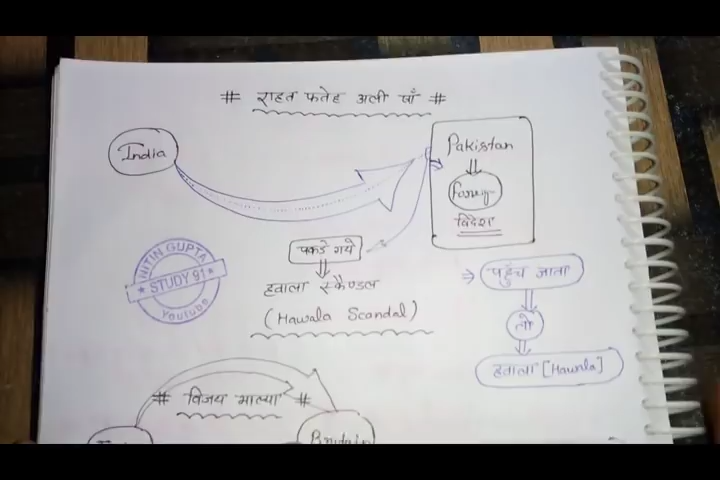 # राहत फतेह अली खाँ #
India
Pakistan
विदेश
पकडे गये
हवाला स्कैण्डल
(Hawala Scandal)
NITIN GUPTA
★ STUDY 91 ★
Youtube
⇒ पहुँच जाता
तो
हवाला [Hawala]
# विजय माल्या #